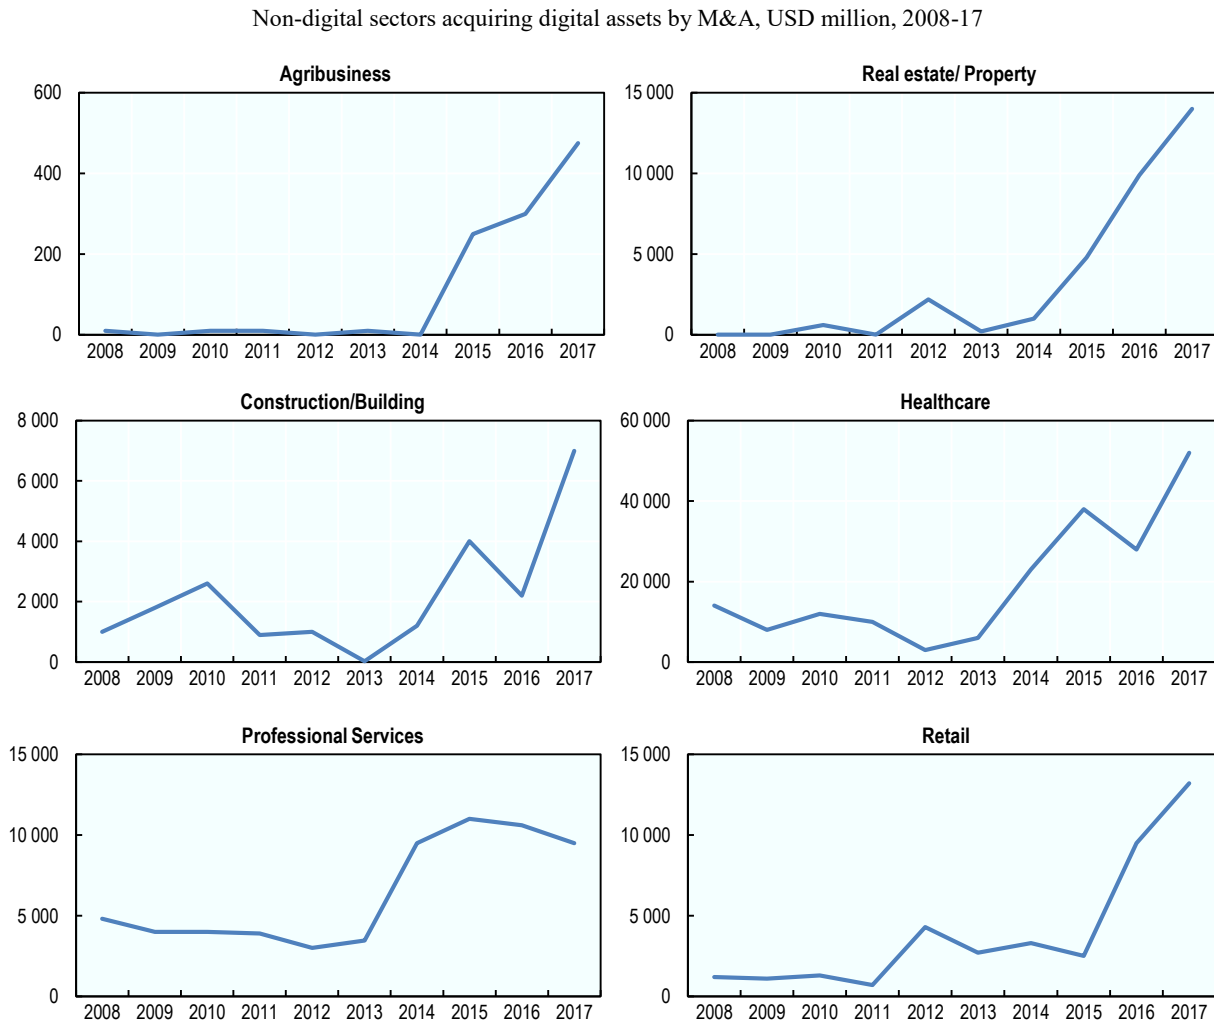 Non-digital sectors acquiring digital assets by M&A, USD million, 2008-17
Agribusiness
600
400
200
0
2008 2009 2010 2011 2012 2013 2014 2015 2016 2017
Real estate/ Property
15 000
10 000
5 000
0
2008 2009 2010 2011 2012 2013 2014 2015 2016 2017
Construction/Building
8 000
6 000
4 000
2 000
0
2008 2009 2010 2011 2012 2013 2014 2015 2016 2017
Healthcare
60 000
40 000
20 000
0
2008 2009 2010 2011 2012 2013 2014 2015 2016 2017
Professional Services
15 000
10 000
5 000
0
2008 2009 2010 2011 2012 2013 2014 2015 2016 2017
Retail
15 000
10 000
5 000
0
2008 2009 2010 2011 2012 2013 2014 2015 2016 2017